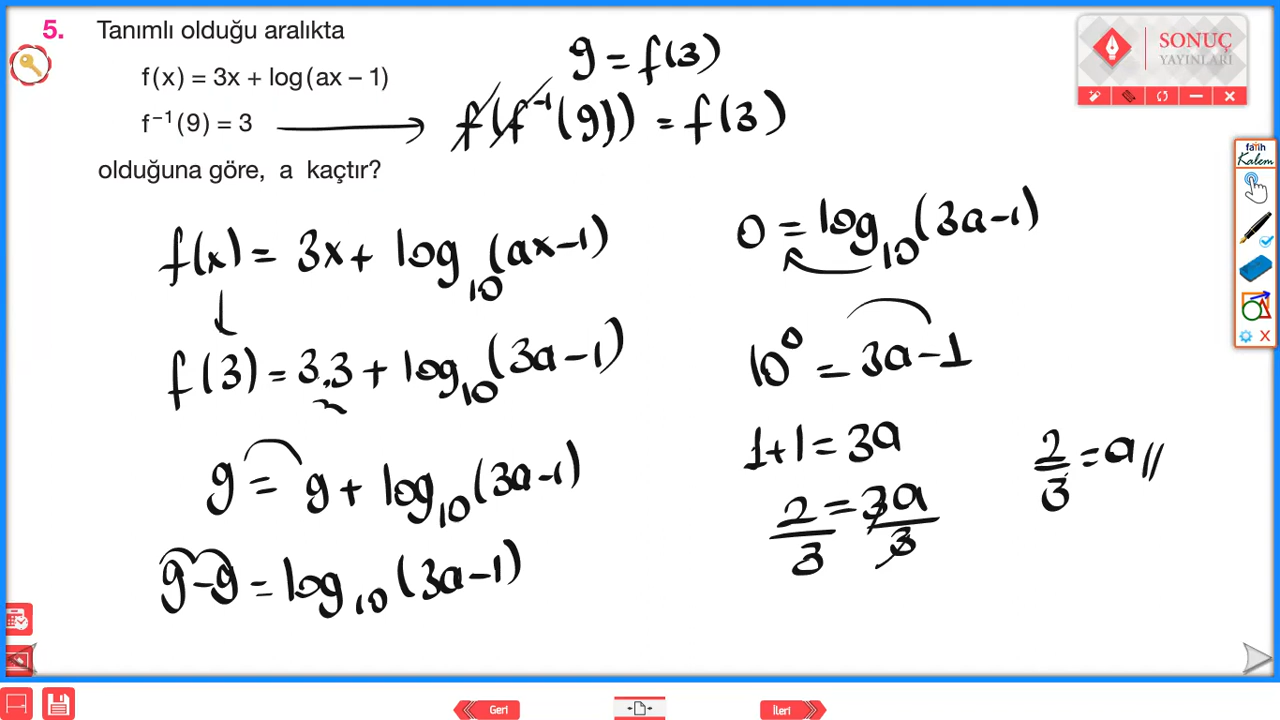 5. Tanımlı olduğu aralıkta
f(x) = 3x + log(ax – 1)
f⁻¹(9) = 3
olduğuna göre, a kaçtır?
9 = f(3)
f(f⁻¹(9)) = f(3)
f(x) = 3x + log₁₀(ax-1)
f(3) = 3.3 + log₁₀(3a-1)
9 = 9 + log₁₀(3a-1)
9-9 = log₁₀(3a-1)
0 = log₁₀(3a-1)
10⁰ = 3a-1
1+1 = 3a
2/3 = 3a/3
2/3 = a //
SONUÇ
YAYINLARI
fatih
Kalem
Geri
İleri